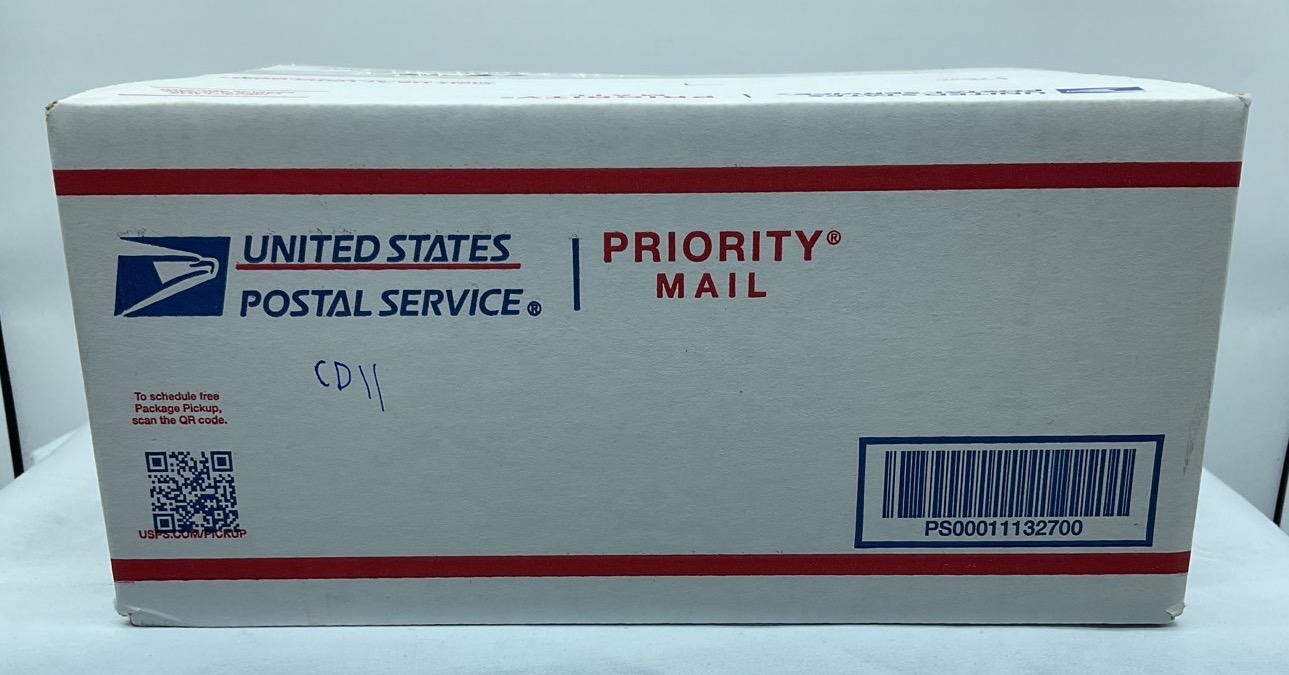 PRIORITY
UNITED STATES
POSTAL SERVICE®
PRIORITY®
MAIL
CD11
To schedule free
Package Pickup,
scan the QR code.
USPS.COM/PICKUP
PS00011132700